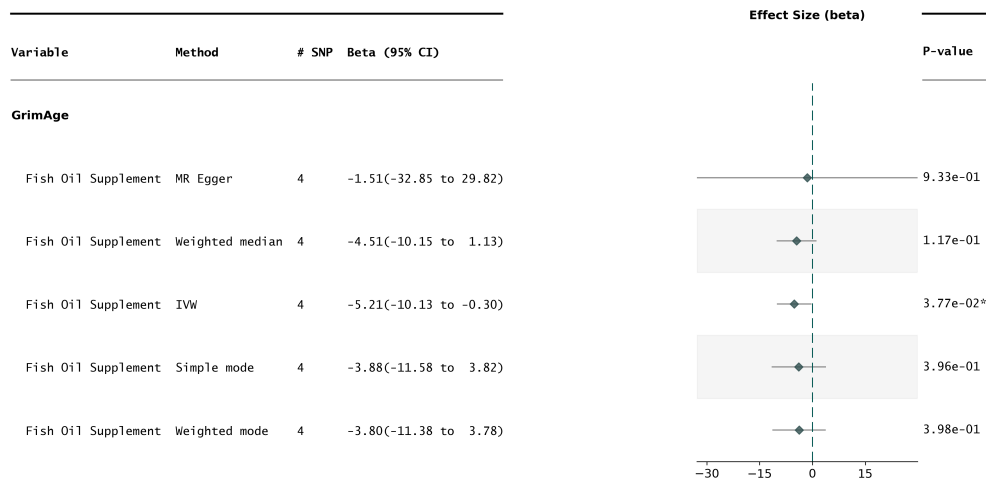 Effect Size (beta)
Variable Method # SNP Beta (95% CI) P-value
GrimAge
Fish Oil Supplement MR Egger 4 -1.51(-32.85 to 29.82) 9.33e-01
Fish Oil Supplement Weighted median 4 -4.51(-10.15 to 1.13) 1.17e-01
Fish Oil Supplement IVW 4 -5.21(-10.13 to -0.30) 3.77e-02*
Fish Oil Supplement Simple mode 4 -3.88(-11.58 to 3.82) 3.96e-01
Fish Oil Supplement Weighted mode 4 -3.80(-11.38 to 3.78) 3.98e-01
−30 −15 0 15